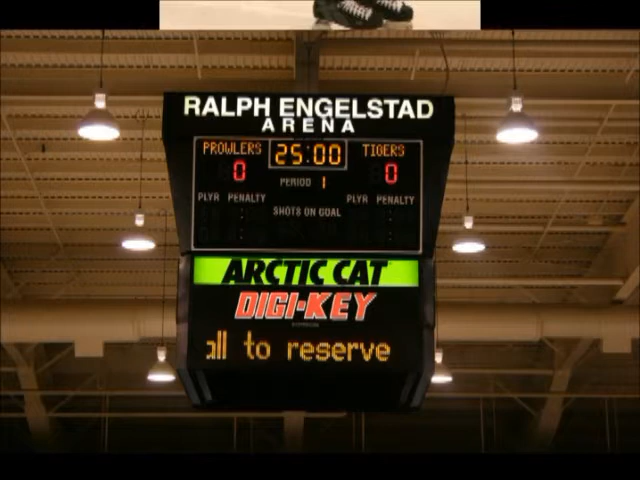 RALPH ENGELSTAD
ARENA
PROWLERS 25:00 TIGERS
0 0
PERIOD 1
PLYR PENALTY PLYR PENALTY
SHOTS ON GOAL
ARCTIC CAT
DIGI-KEY
all to reserve